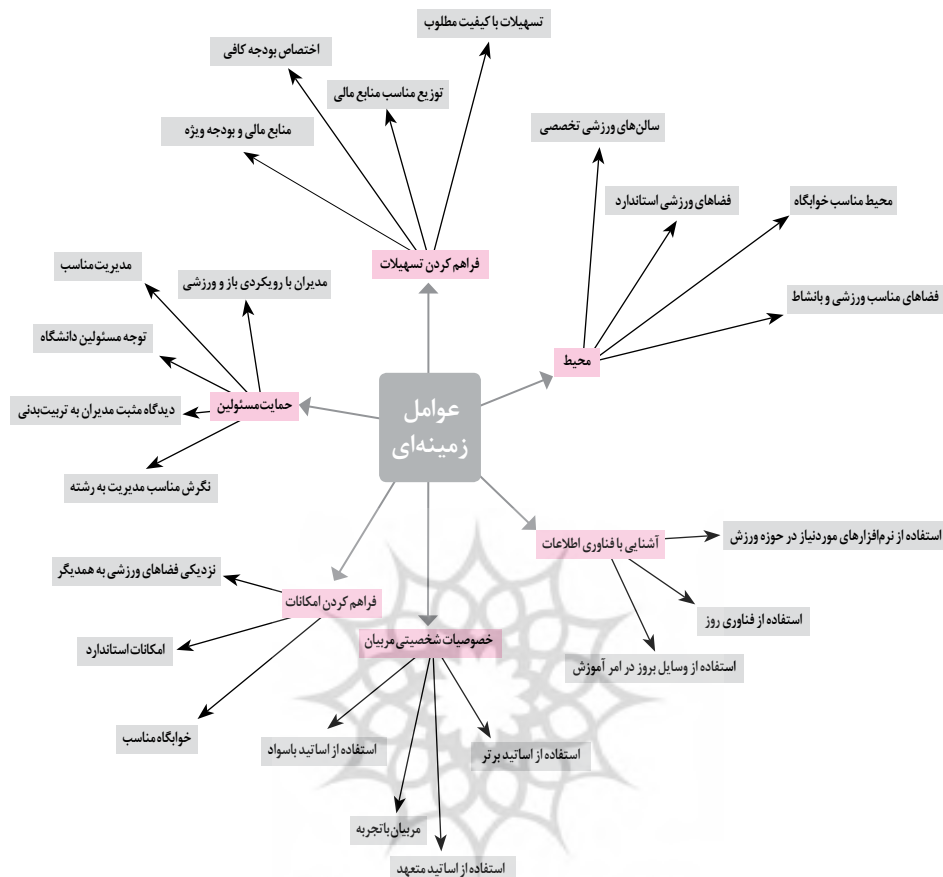 تسهیلات با کیفیت مطلوب
اختصاص بودجه کافی
توزیع مناسب منابع مالی
منابع مالی و بودجه ویژه
فراهم کردن تسهیلات
سالن‌های ورزشی تخصصی
فضاهای ورزشی استاندارد
محیط مناسب خوابگاه
فضاهای مناسب ورزشی و بانشاط
محیط
مدیریت مناسب
مدیران با رویکردی باز و ورزشی
توجه مسئولین دانشگاه
دیدگاه مثبت مدیران به تربیت‌بدنی
نگرش مناسب مدیریت به رشته
حمایت مسئولین
عوامل
زمینه‌ای
آشنایی با فناوری اطلاعات
استفاده از نرم‌افزارهای موردنیاز در حوزه ورزش
استفاده از فناوری روز
استفاده از وسایل بروز در امر آموزش
فراهم کردن امکانات
نزدیکی فضاهای ورزشی به همدیگر
امکانات استاندارد
خوابگاه مناسب
خصوصیات شخصیتی مربیان
استفاده از اساتید برتر
استفاده از اساتید باسواد
مربیان باتجربه
استفاده از اساتید متعهد